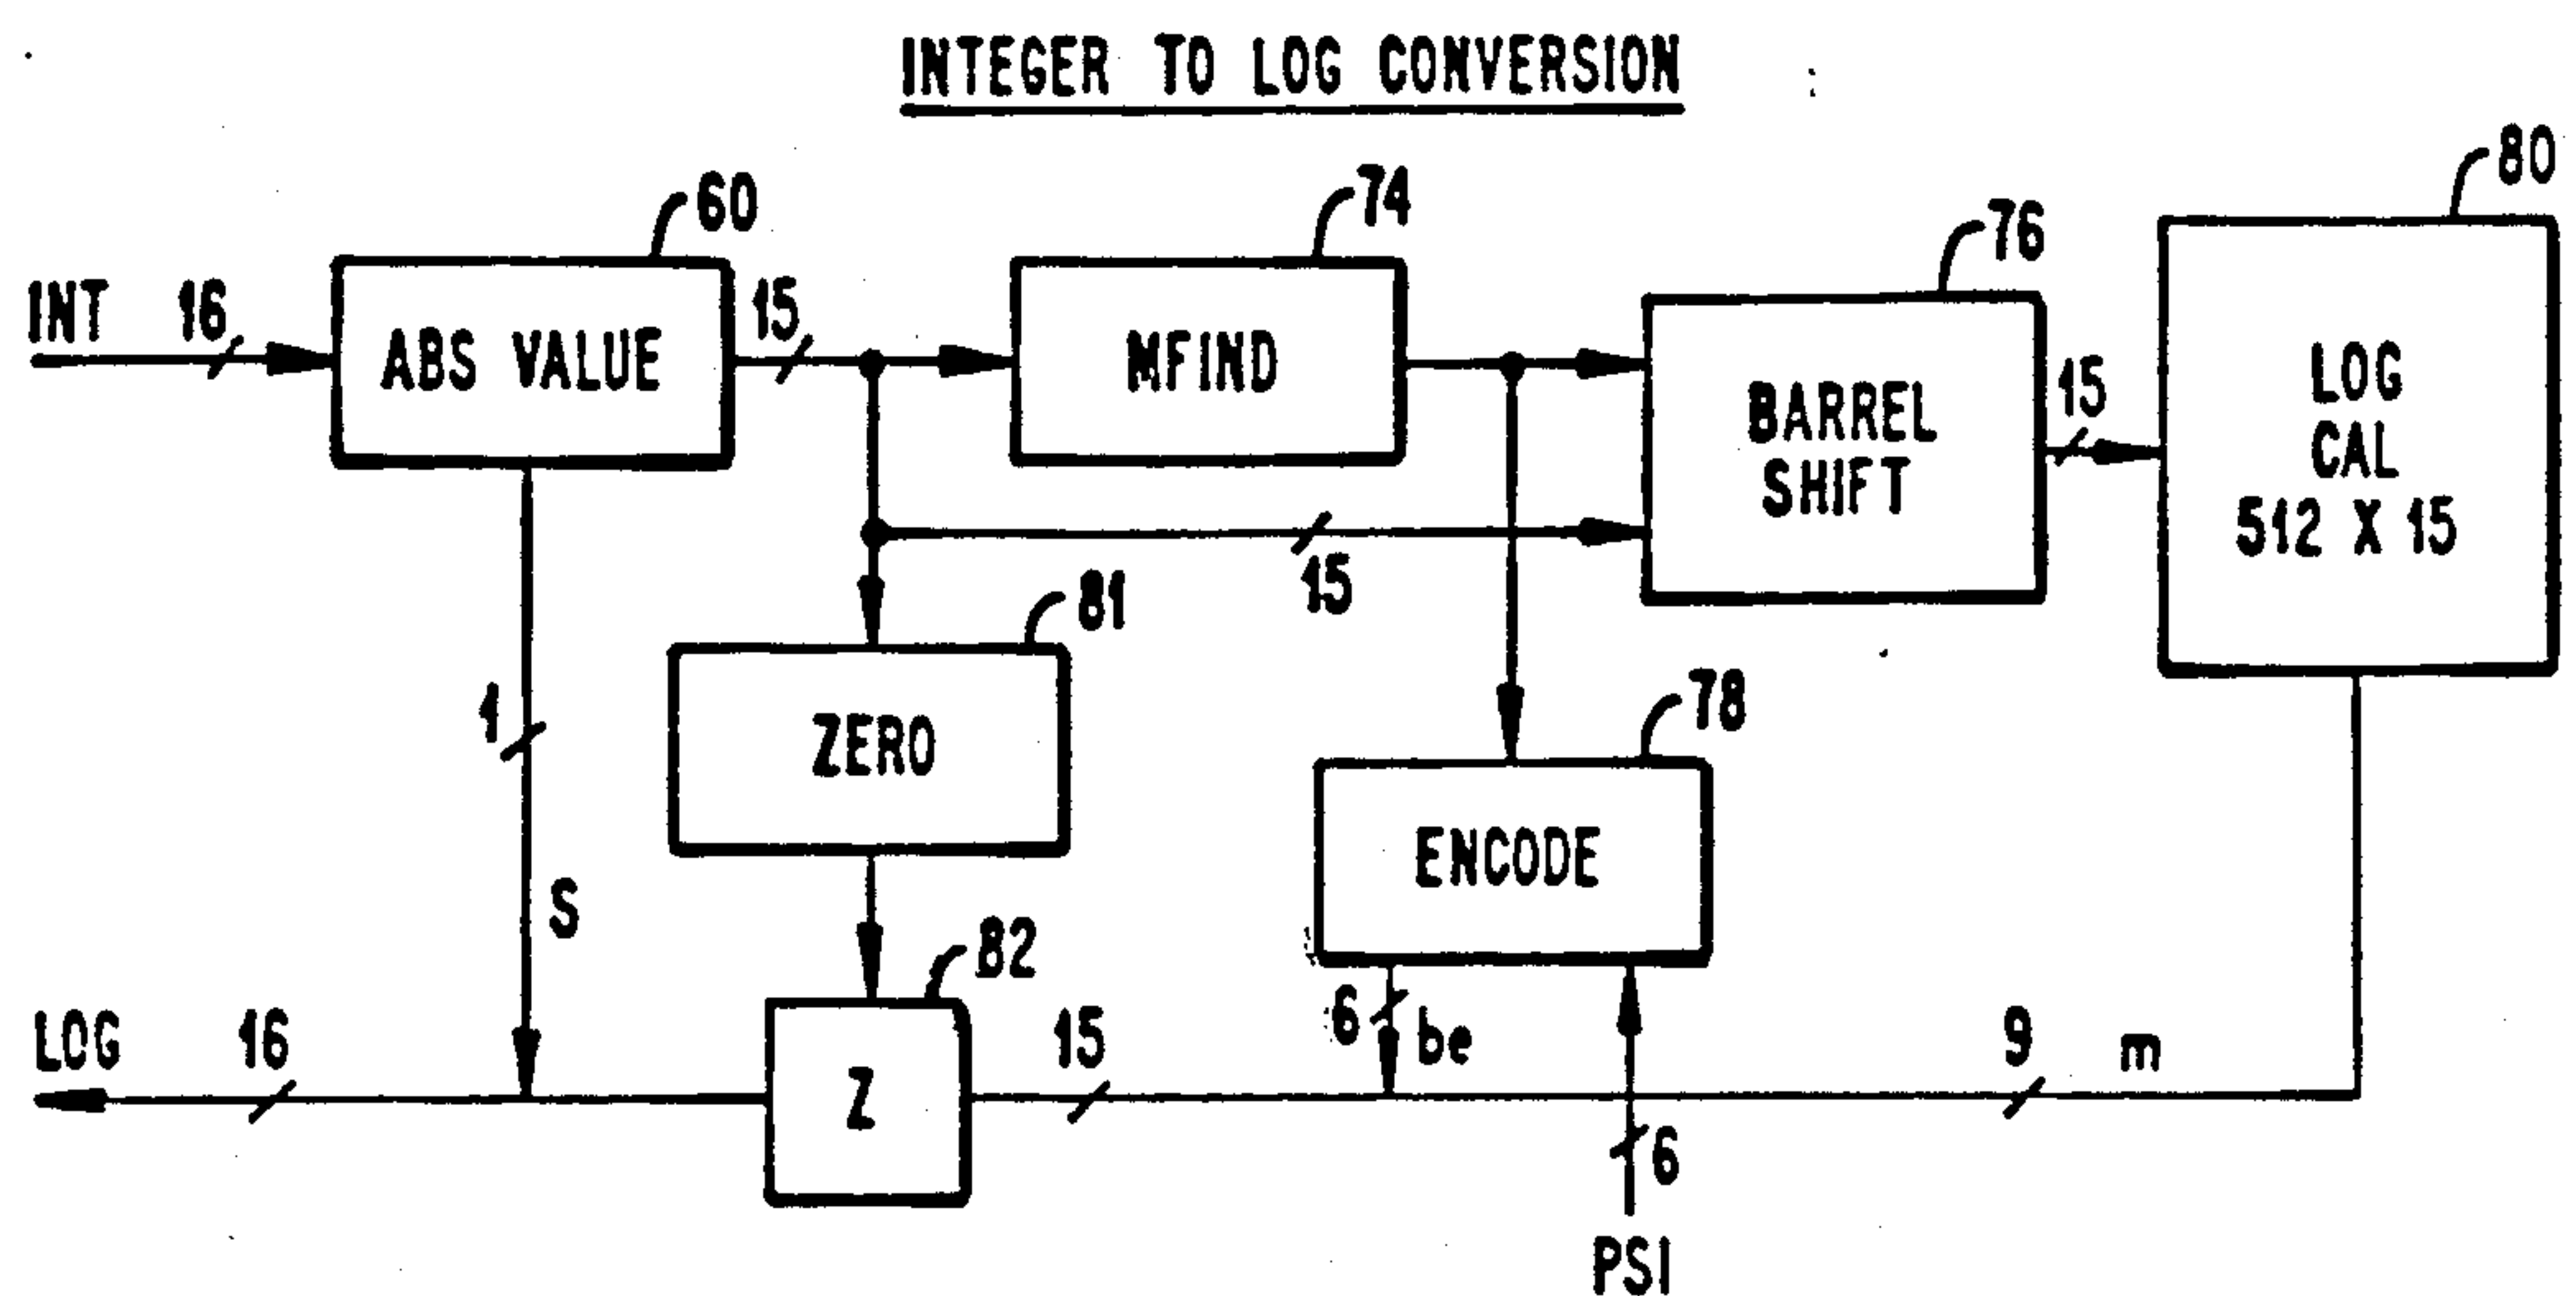 INTEGER TO LOG CONVERSION
60
74
76
80
INT 16
ABS VALUE
15
MFIND
BARREL
SHIFT
15
LOG
CAL
512 X 15
15
81
1
ZERO
78
ENCODE
S
82
6
be
LOG
16
Z
15
9
m
6
PSI